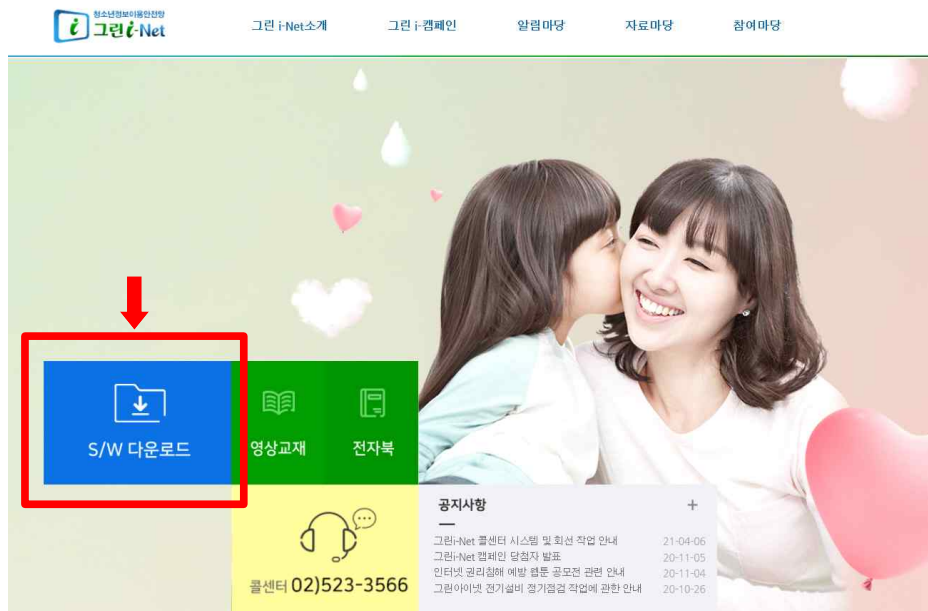 청소년정보이용안전망
그린 i-Net
그린 i-Net소개
그린 i-캠페인
알림마당
자료마당
참여마당
S/W 다운로드
영상교재
전자북
콜센터 02)523-3566
공지사항 +
그린i-Net 콜센터 시스템 및 회선 작업 안내 21-04-06
그린i-Net 캠페인 당첨자 발표 20-11-05
인터넷 권리침해 예방 웹툰 공모전 관련 안내 20-11-04
그린아이넷 전기설비 정기점검 작업에 관한 안내 20-10-26